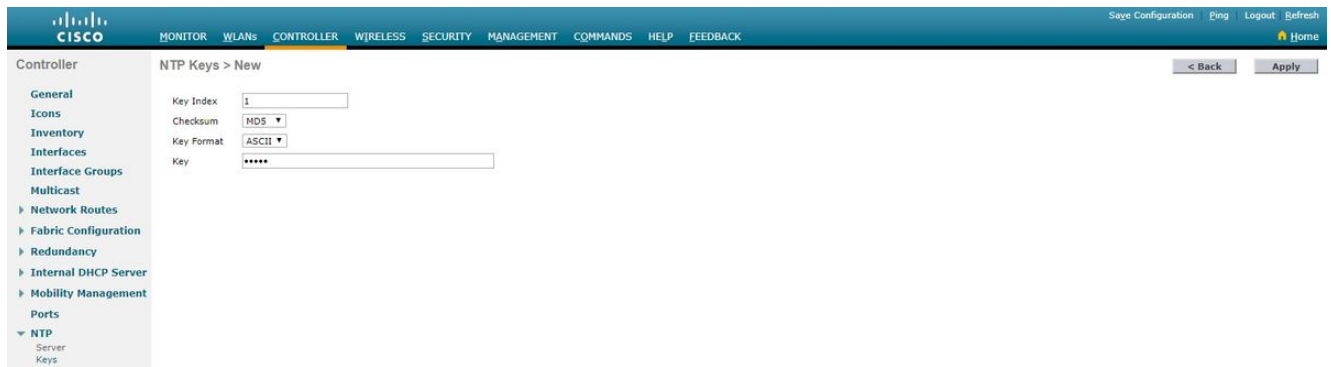 Save Configuration Ping Logout Refresh
CISCO MONITOR WLANs CONTROLLER WIRELESS SECURITY MANAGEMENT COMMANDS HELP FEEDBACK Home
Controller
General
Icons
Inventory
Interfaces
Interface Groups
Multicast
Network Routes
Fabric Configuration
Redundancy
Internal DHCP Server
Mobility Management
Ports
NTP
Server
Keys
NTP Keys > New
< Back Apply
Key Index 1
Checksum MD5
Key Format ASCII
Key •••••